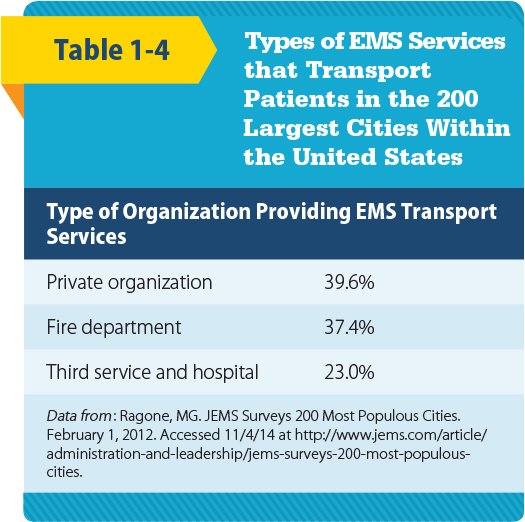 Table 1-4
Types of EMS Services
that Transport
Patients in the 200
Largest Cities Within
the United States
Type of Organization Providing EMS Transport
Services
Private organization 39.6%
Fire department 37.4%
Third service and hospital 23.0%
Data from: Ragone, MG. JEMS Surveys 200 Most Populous Cities.
February 1, 2012. Accessed 11/4/14 at http://www.jems.com/article/
administration-and-leadership/jems-surveys-200-most-populous-
cities.